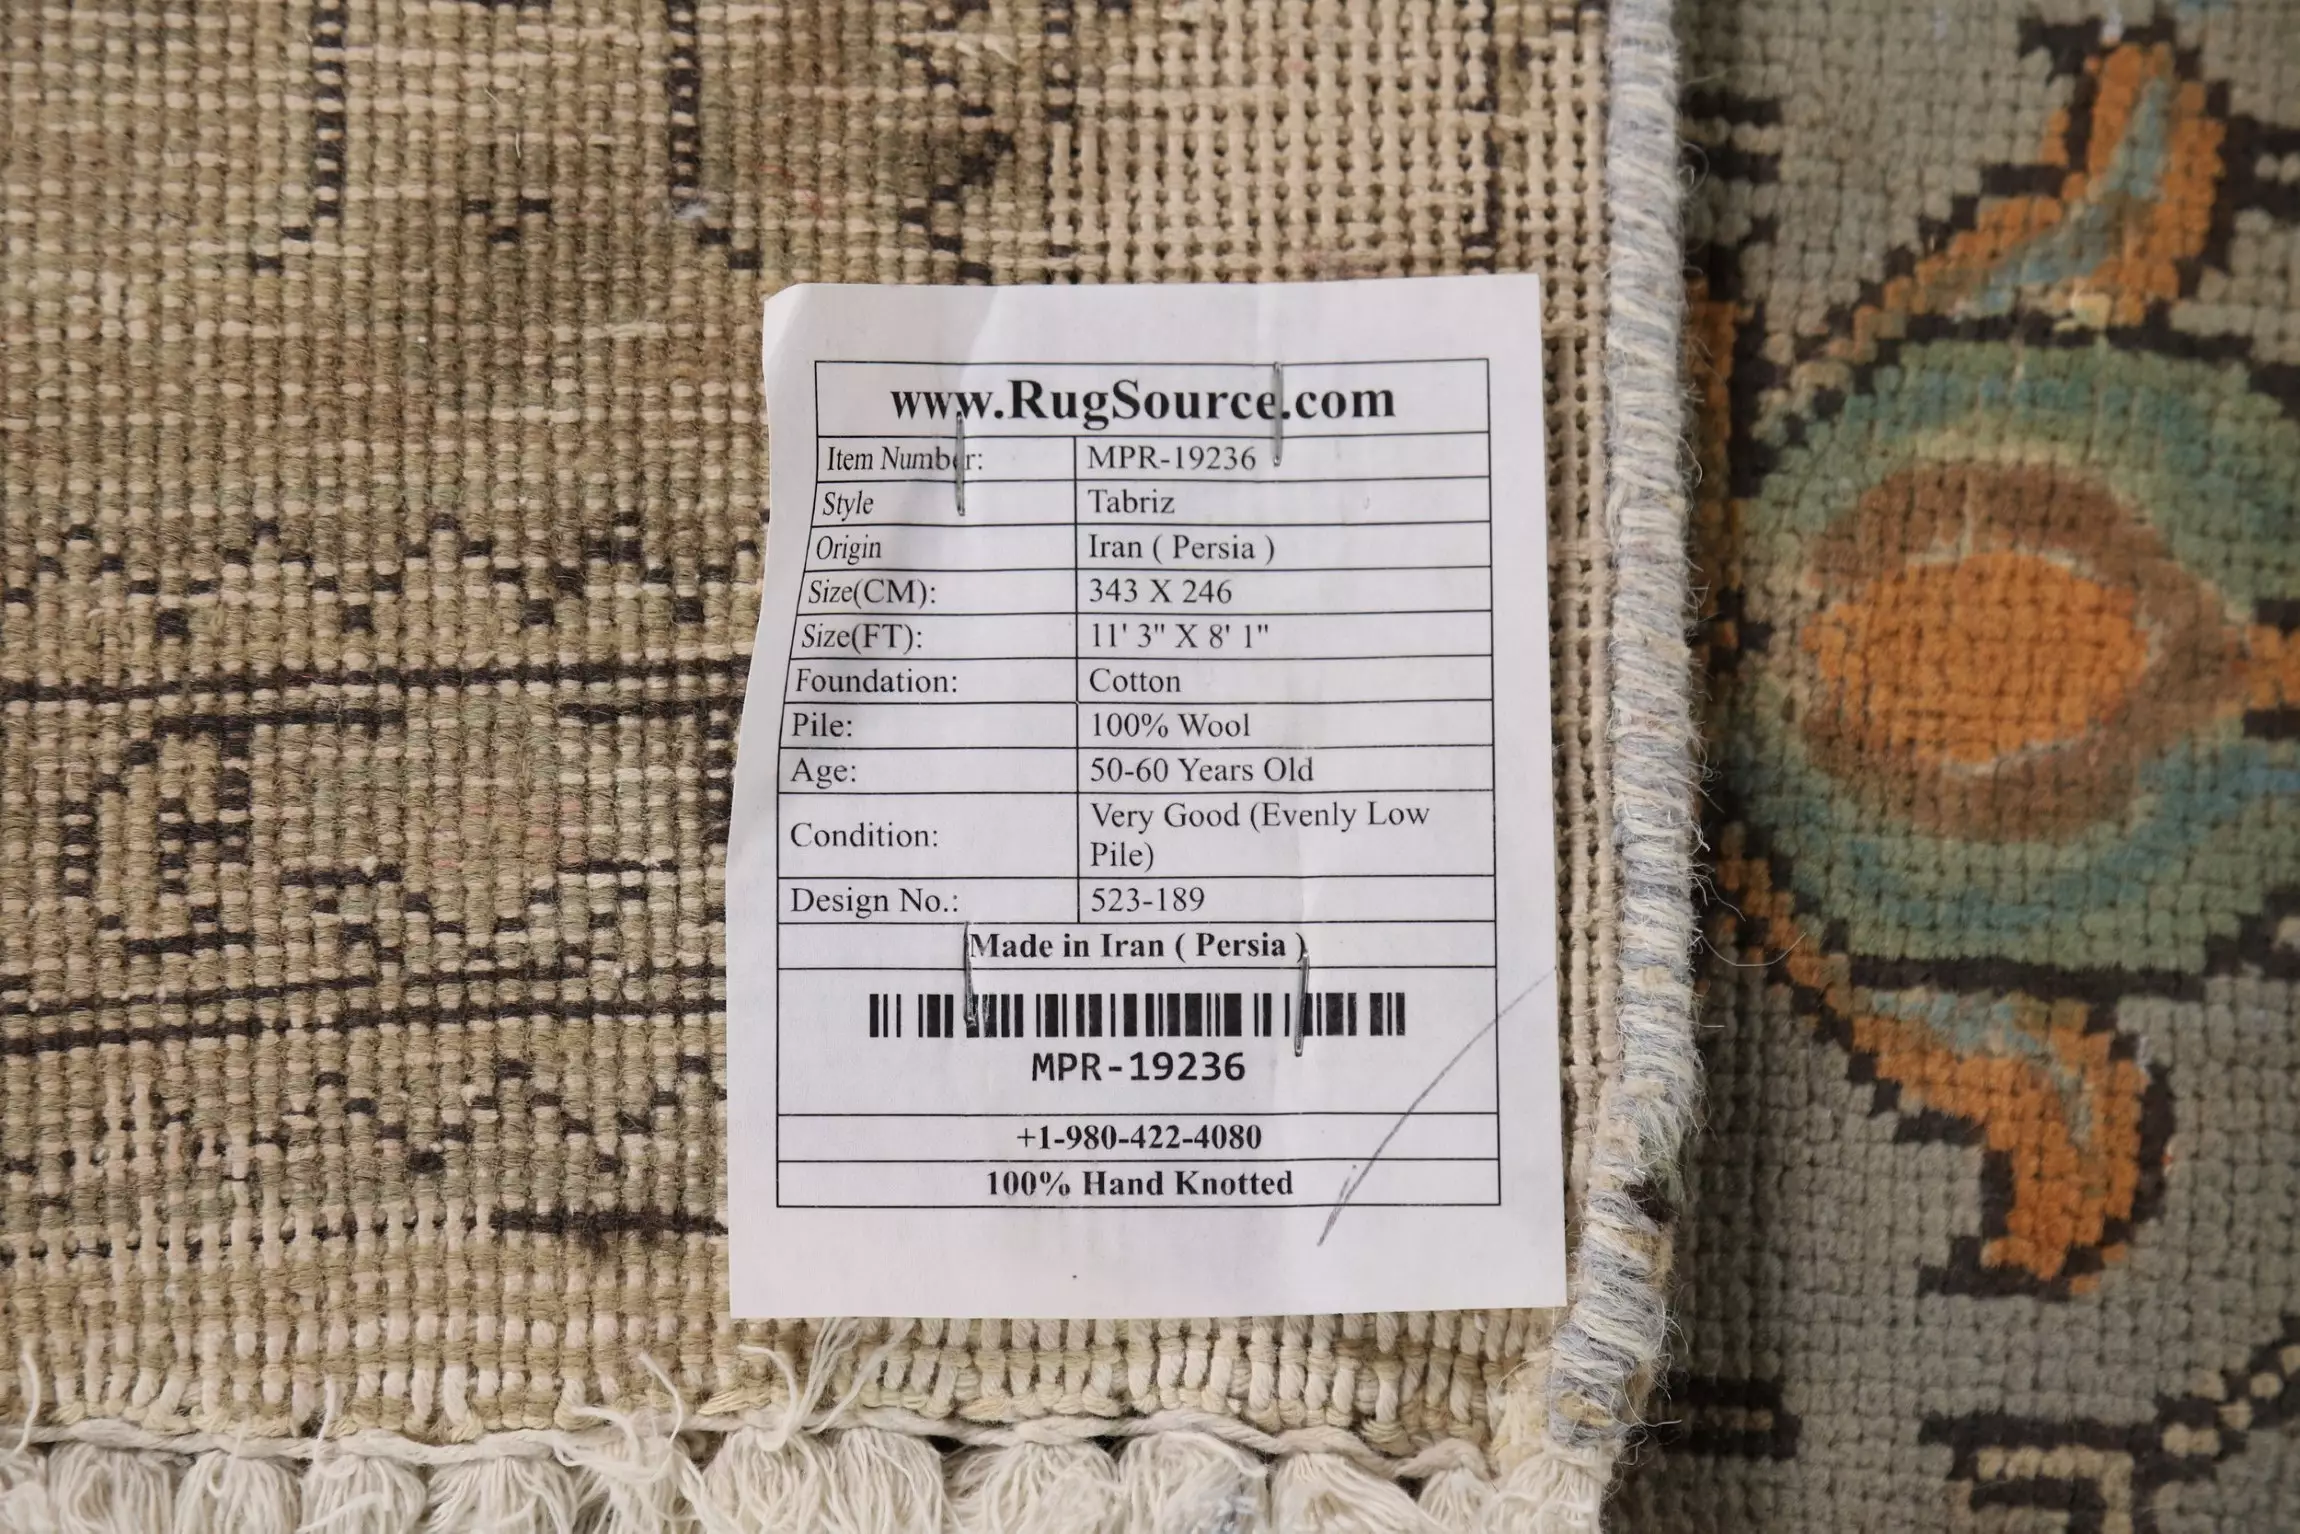 www.RugSource.com
Item Number: MPR-19236
Style Tabriz
Origin Iran ( Persia )
Size(CM): 343 X 246
Size(FT): 11' 3" X 8' 1"
Foundation: Cotton
Pile: 100% Wool
Age: 50-60 Years Old
Condition: Very Good (Evenly Low
Pile)
Design No.: 523-189
Made in Iran ( Persia )
MPR-19236
+1-980-422-4080
100% Hand Knotted